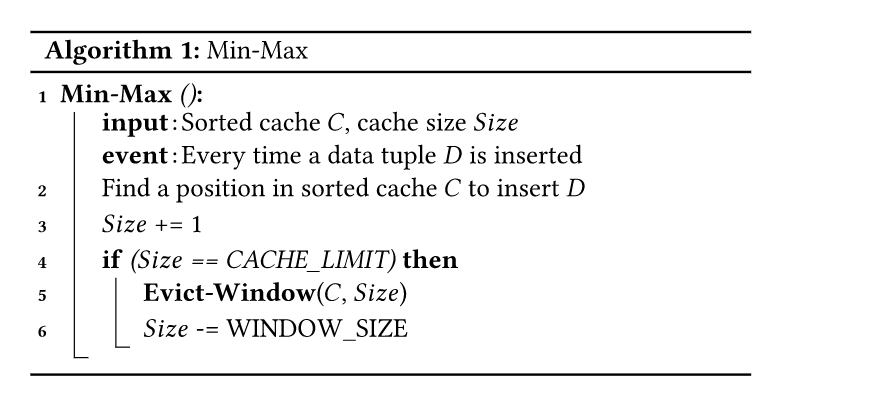 Algorithm 1: Min-Max
1 Min-Max ():
input : Sorted cache C, cache size Size
event : Every time a data tuple D is inserted
2 Find a position in sorted cache C to insert D
3 Size += 1
4 if (Size == CACHE_LIMIT) then
5 Evict-Window(C, Size)
6 Size -= WINDOW_SIZE